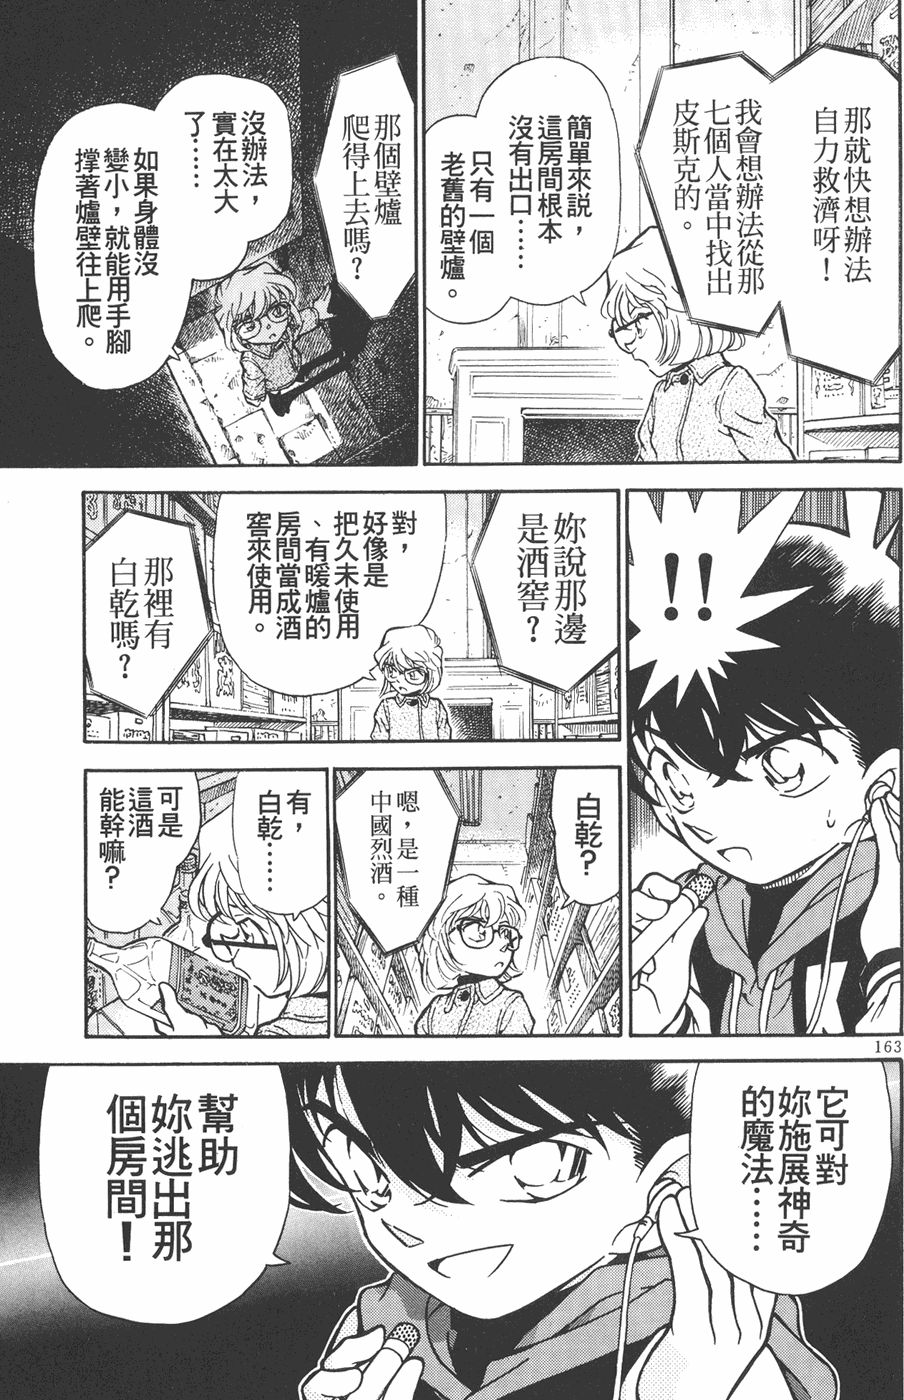 那就快想辦法
自力救濟呀！
我會想辦法從那
七個人當中找出
皮斯克的。
簡單來說，
這房間根本
沒有出口……
只有一個
老舊的壁爐。
那個壁爐
爬得上去嗎？
沒辦法，
實在太大
了……
如果身體沒
變小，就能用手腳
撐著爐壁往上爬。
!!
妳說那邊
是酒窖？
對，
好像是
把久未使用
、有暖爐的
房間當成酒
窖來使用。
那裡有
白乾嗎？
白乾？
嗯，是一種
中國烈酒。
有，
白乾……
可是
這酒
能幹嘛？
163
它可對
妳施展神奇
的魔法……
幫助
妳逃出那
個房間！